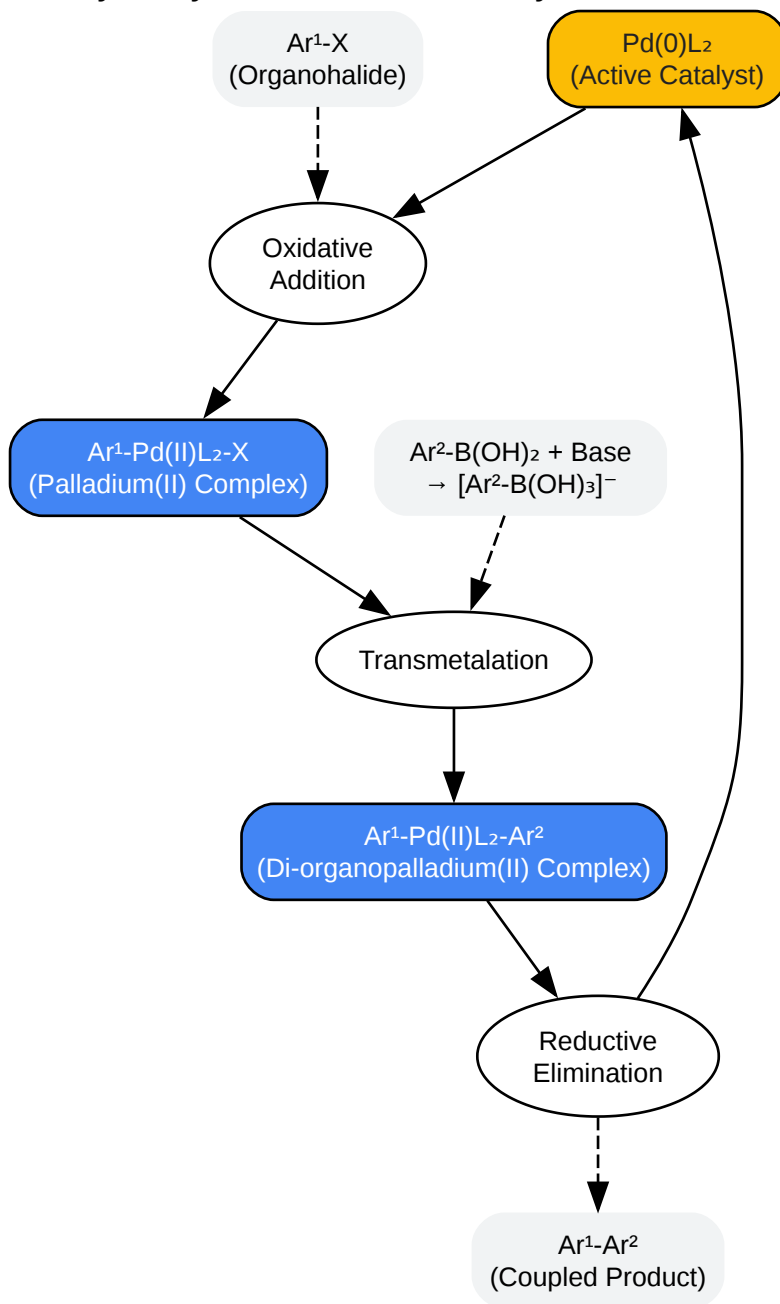 Ar¹-X
(Organohalide)
Pd(0)L₂
(Active Catalyst)
Oxidative
Addition
Ar¹-Pd(II)L₂-X
(Palladium(II) Complex)
Ar²-B(OH)₂ + Base
→ [Ar²-B(OH)₃]⁻
Transmetalation
Ar¹-Pd(II)L₂-Ar²
(Di-organopalladium(II) Complex)
Reductive
Elimination
Ar¹-Ar²
(Coupled Product)